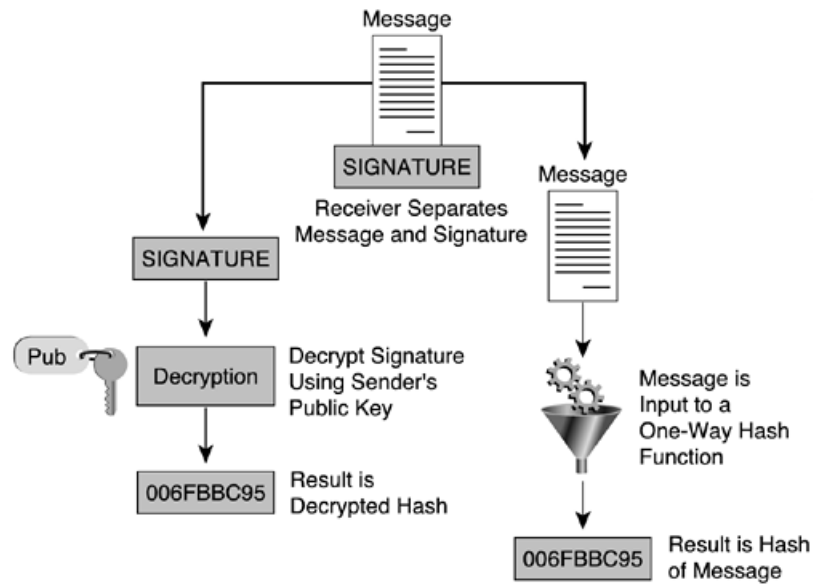 Message
SIGNATURE
Receiver Separates
Message and Signature
SIGNATURE
Pub
Decryption
Decrypt Signature
Using Sender's
Public Key
006FBBC95
Result is
Decrypted Hash
Message
Message is
Input to a
One-Way Hash
Function
006FBBC95
Result is Hash
of Message